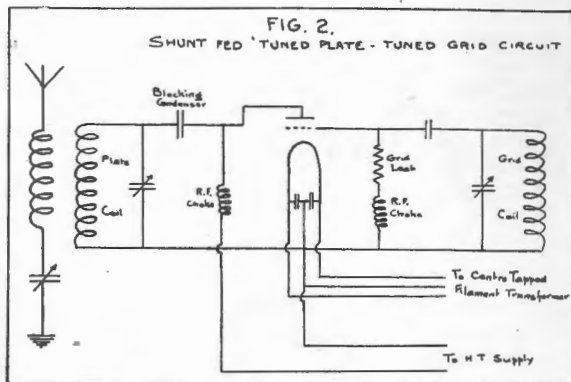 FIG. 2.
SHUNT FED 'TUNED PLATE - TUNED GRID CIRCUIT
Blocking
Condenser
Plate
Coil
R.F.
Choke
Grid
Leak
R.F.
Choke
Grid
Coil
To Centre Tapped
Filament Transformer
To H T Supply